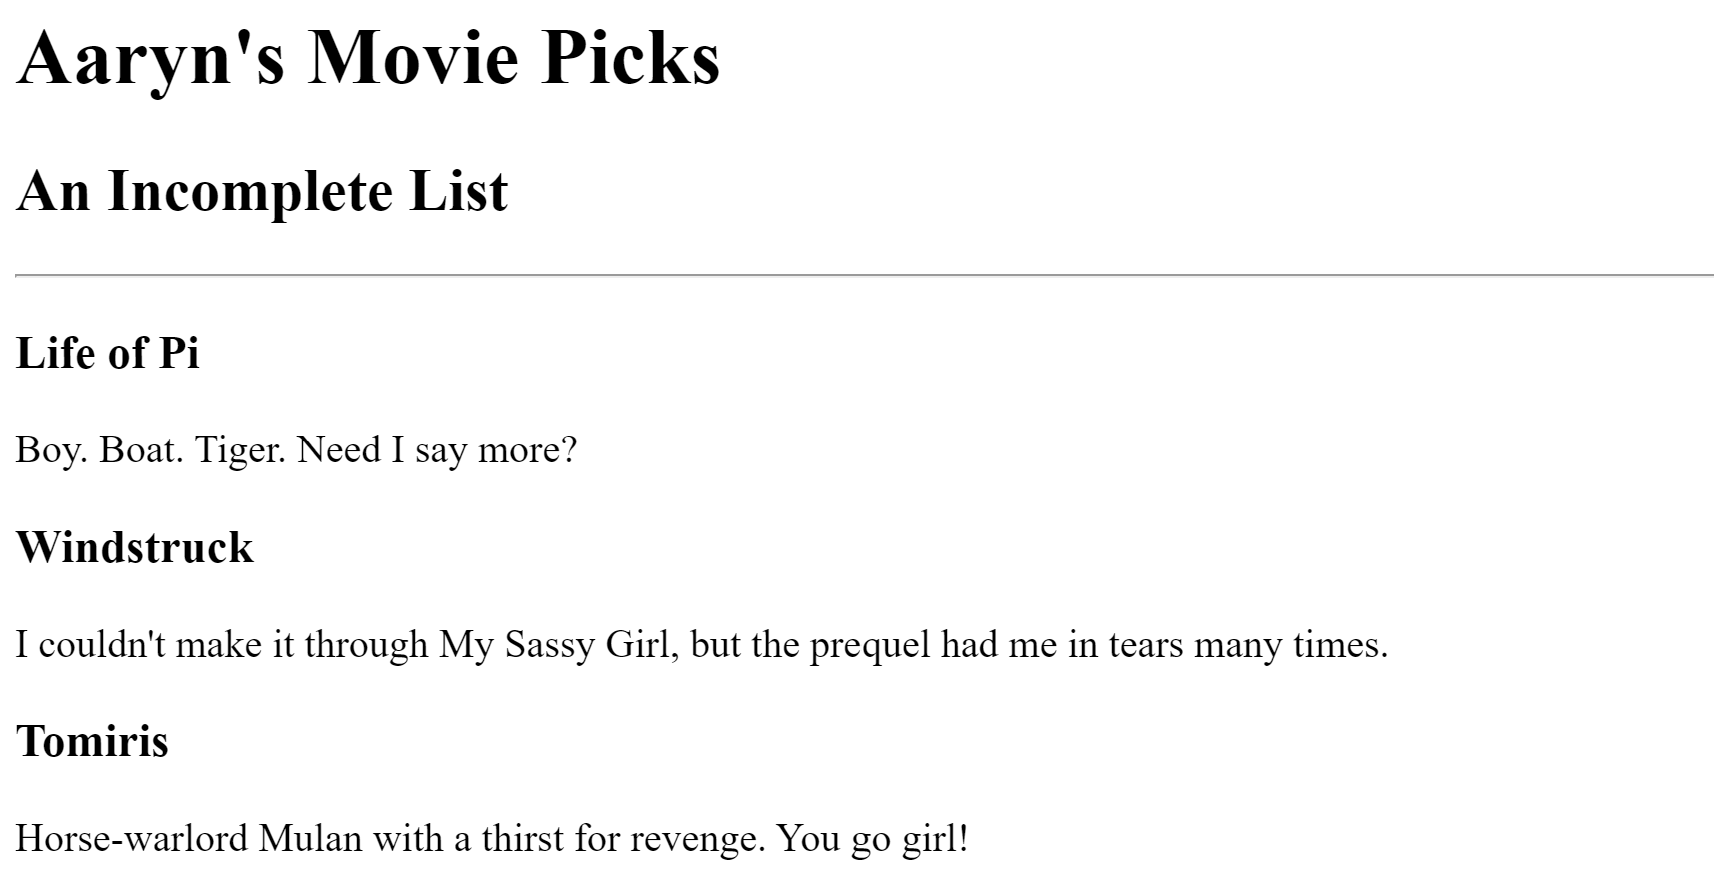 Aaryn's Movie Picks
An Incomplete List
Life of Pi
Boy. Boat. Tiger. Need I say more?
Windstruck
I couldn't make it through My Sassy Girl, but the prequel had me in tears many times.
Tomiris
Horse-warlord Mulan with a thirst for revenge. You go girl!